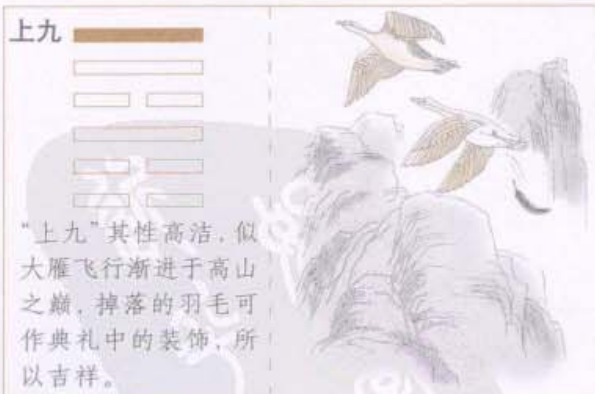 上九
“上九”其性高洁，似
大雁飞行渐进于高山
之巅，掉落的羽毛可
作典礼中的装饰，所
以吉祥。